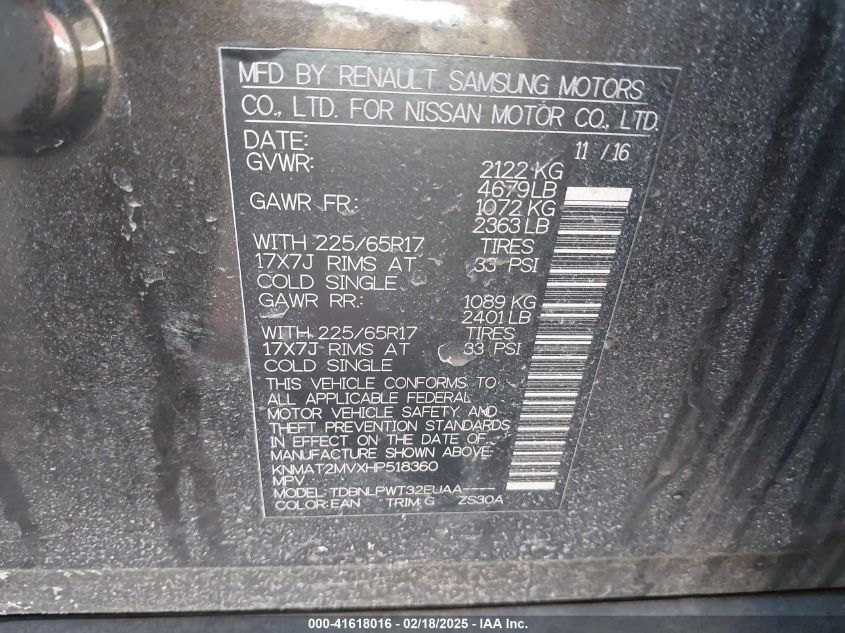 MFD BY RENAULT SAMSUNG MOTORS
CO., LTD. FOR NISSAN MOTOR CO., LTD.
DATE: 11 / 16
GVWR: 2122 KG
4679LB
GAWR FR: 1072 KG
2363 LB
WITH 225/65R17 TIRES
17X7J RIMS AT 33 PSI
COLD SINGLE
GAWR RR: 1089 KG
2401LB
WITH 225/65R17 TIRES
17X7J RIMS AT 33 PSI
COLD SINGLE
THIS VEHICLE CONFORMS TO
ALL APPLICABLE FEDERAL
MOTOR VEHICLE SAFETY, AND
THEFT PREVENTION STANDARDS
IN EFFECT ON THE DATE OF
MANUFACTURE SHOWN ABOVE.
KNMAT2MVXHP518360
MPV
MODEL: TDBNLPWT32EUAA-----
COLOR:EAN TRIM:G ZS30A
000-41618016 - 02/18/2025 - IAA Inc.